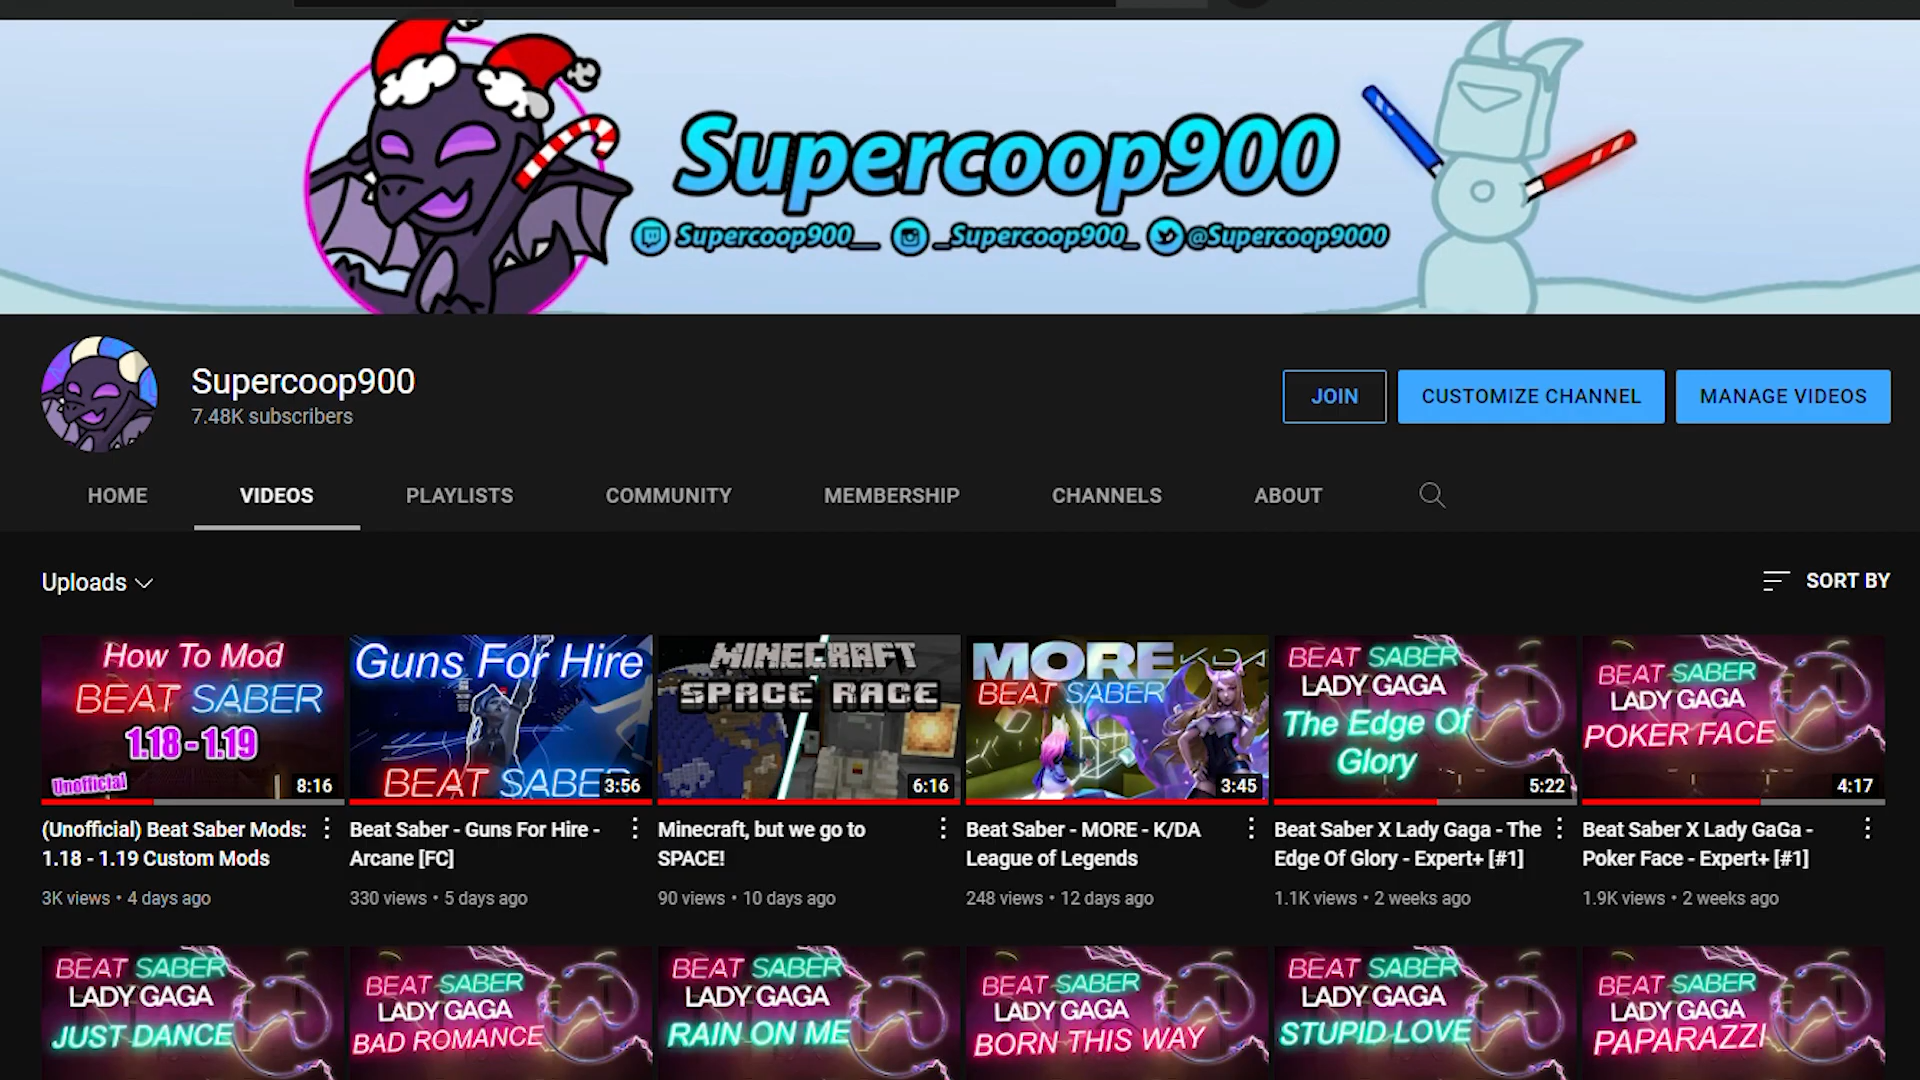 Supercoop900
Supercoop900__ _Supercoop900_ @Supercoop9000
Supercoop900
7.48K subscribers
JOIN
CUSTOMIZE CHANNEL
MANAGE VIDEOS
HOME VIDEOS PLAYLISTS COMMUNITY MEMBERSHIP CHANNELS ABOUT
Uploads
SORT BY
How To Mod
BEAT SABER
1.18 - 1.19
Unofficial
8:16
(Unofficial) Beat Saber Mods:
1.18 - 1.19 Custom Mods
3K views • 4 days ago
Guns For Hire
BEAT SABER
3:56
Beat Saber - Guns For Hire -
Arcane [FC]
330 views • 5 days ago
MINECRAFT
SPACE RACE
6:16
Minecraft, but we go to
SPACE!
90 views • 10 days ago
MORE K/DA
BEAT SABER
3:45
Beat Saber - MORE - K/DA
League of Legends
248 views • 12 days ago
BEAT SABER
LADY GAGA
The Edge Of
Glory
5:22
Beat Saber X Lady Gaga - The
Edge Of Glory - Expert+ [#1]
1.1K views • 2 weeks ago
BEAT SABER
LADY GAGA
POKER FACE
4:17
Beat Saber X Lady GaGa -
Poker Face - Expert+ [#1]
1.9K views • 2 weeks ago
BEAT SABER
LADY GAGA
JUST DANCE
BEAT SABER
LADY GAGA
BAD ROMANCE
BEAT SABER
LADY GAGA
RAIN ON ME
BEAT SABER
LADY GAGA
BORN THIS WAY
BEAT SABER
LADY GAGA
STUPID LOVE
BEAT SABER
LADY GAGA
PAPARAZZI